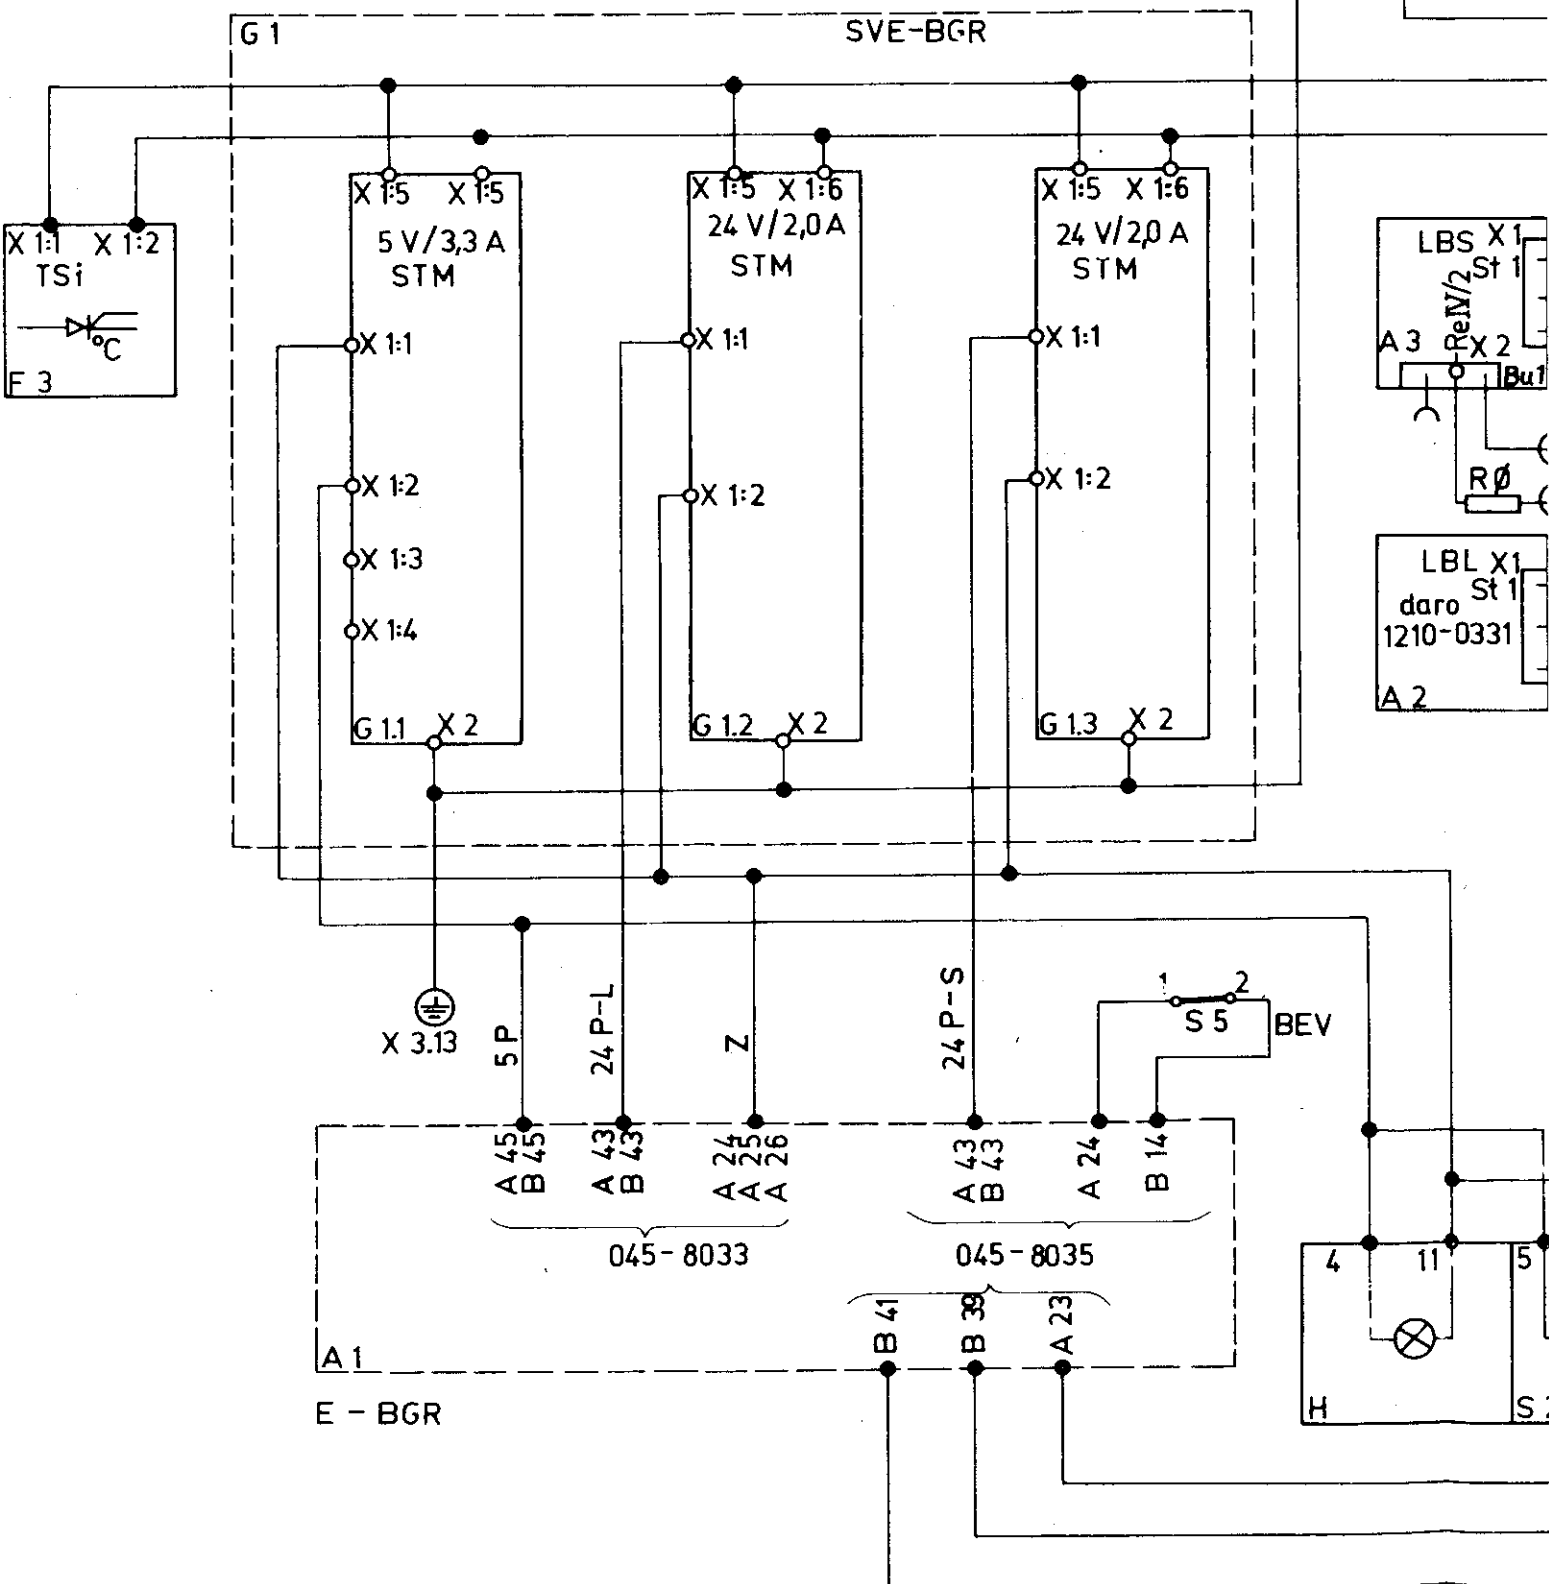 G 1
SVE-BGR
X 1:5 X 1:5
5 V/3,3 A
STM
X 1:1
X 1:2
X 1:3
X 1:4
G 1.1 X 2
X 1:5 X 1:6
24 V/2,0 A
STM
X 1:1
X 1:2
G 1.2 X 2
X 1:5 X 1:6
24 V/2,0 A
STM
X 1:1
X 1:2
G 1.3 X 2
X 1:1 X 1:2
TSi
°C
F 3
LBS X 1
St 1
ReIV/2
A 3 X 2
Bu1
RØ
LBL X1
St 1
daro
1210-0331
A 2
X 3.13
5 P
24 P-L
Z
24 P-S
1 2
S 5
BEV
A 45
B 45
A 43
B 43
A 24
A 25
A 26
A 43
B 43
A 24
B 14
045-8033
045-8035
B 41
B 39
A 23
A 1
E - BGR
4 11 5
H
S